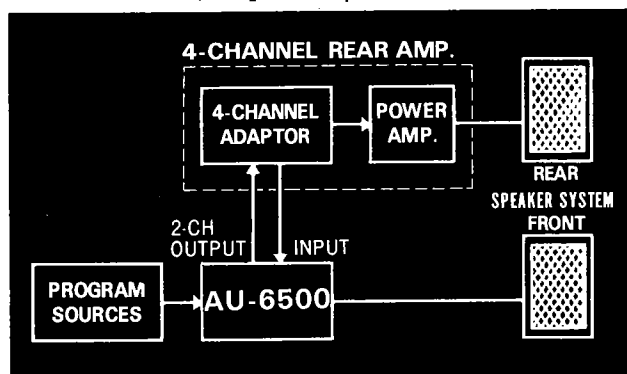 4-CHANNEL REAR AMP.
4-CHANNEL
ADAPTOR
POWER
AMP.
REAR
SPEAKER SYSTEM
FRONT
2-CH
OUTPUT
INPUT
PROGRAM
SOURCES
AU-6500